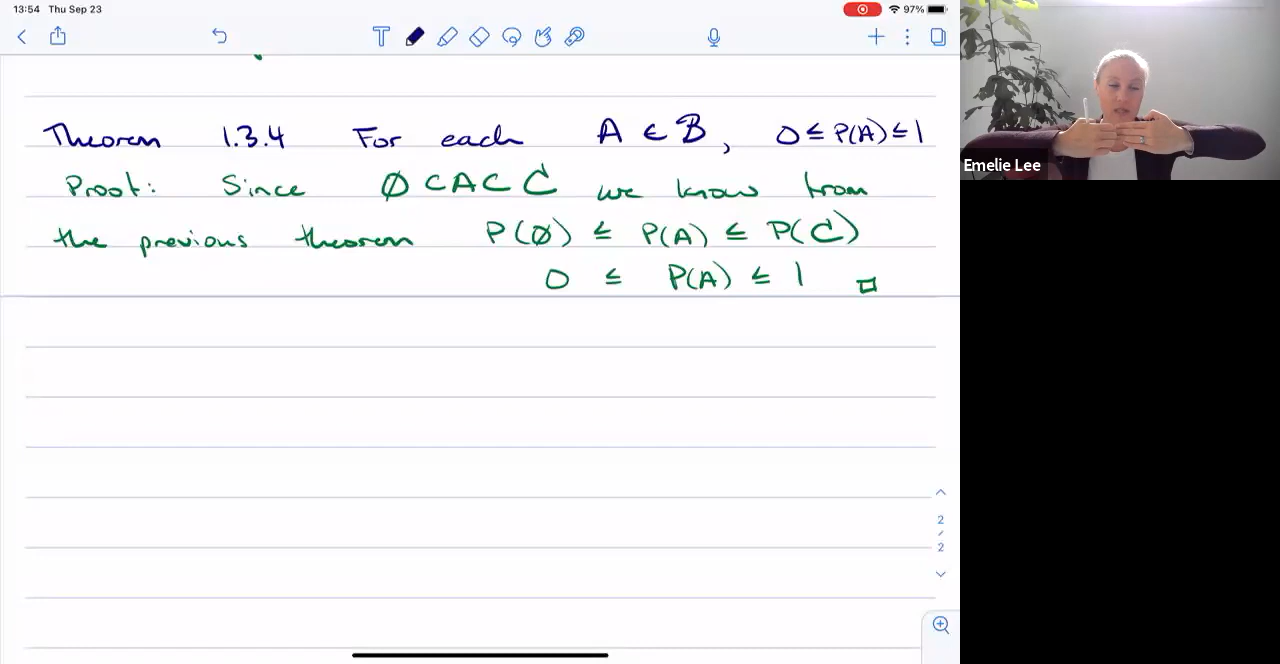 13:54 Thu Sep 23
97%
T
Theorem 1.3.4 For each A ∈ B, 0 ≤ P(A) ≤ 1
Proof: Since ∅ ⊂ A ⊂ C we know from
the previous theorem P(∅) ≤ P(A) ≤ P(C)
0 ≤ P(A) ≤ 1 □
2
/
2
Emelie Lee